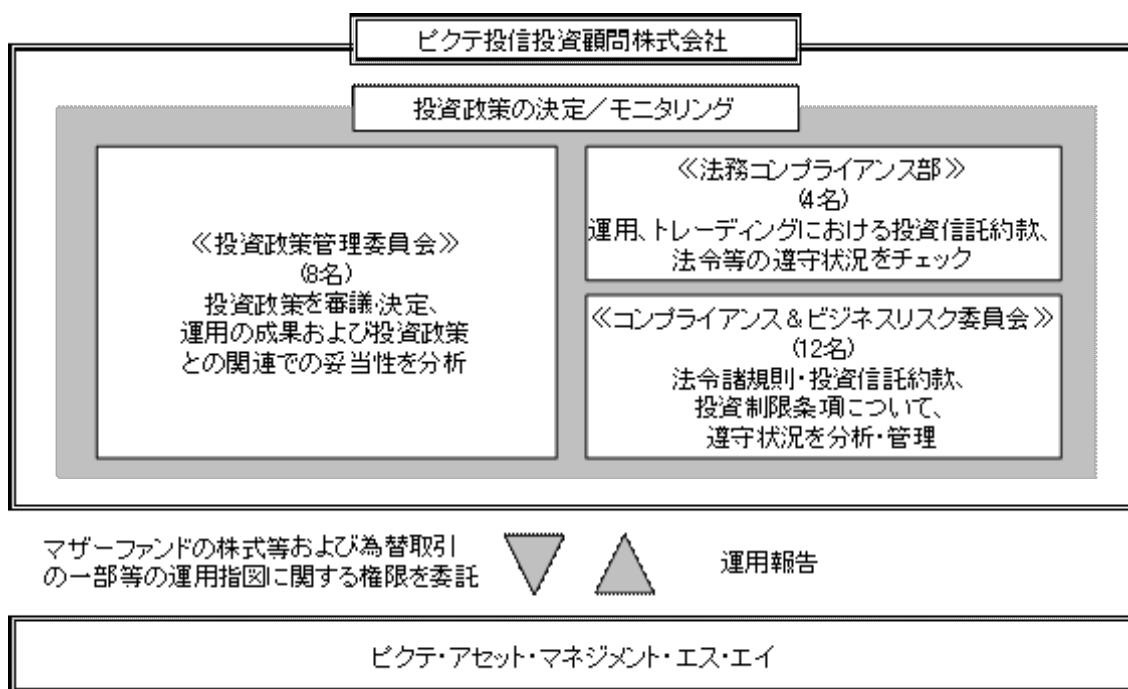 ピクテ投信投資顧問株式会社
投資政策の決定／モニタリング
≪投資政策管理委員会≫
(8名)
投資政策を審議・決定、
運用の成果および投資政策
との関連での妥当性を分析
≪法務コンプライアンス部≫
(4名)
運用、トレーディングにおける投資信託約款、
法令等の遵守状況をチェック
≪コンプライアンス＆ビジネスリスク委員会≫
(12名)
法令諸規則・投資信託約款、
投資制限条項について、
遵守状況を分析・管理
マザーファンドの株式等および為替取引
の一部等の運用指図に関する権限を委託
運用報告
ピクテ・アセット・マネジメント・エス・エイ